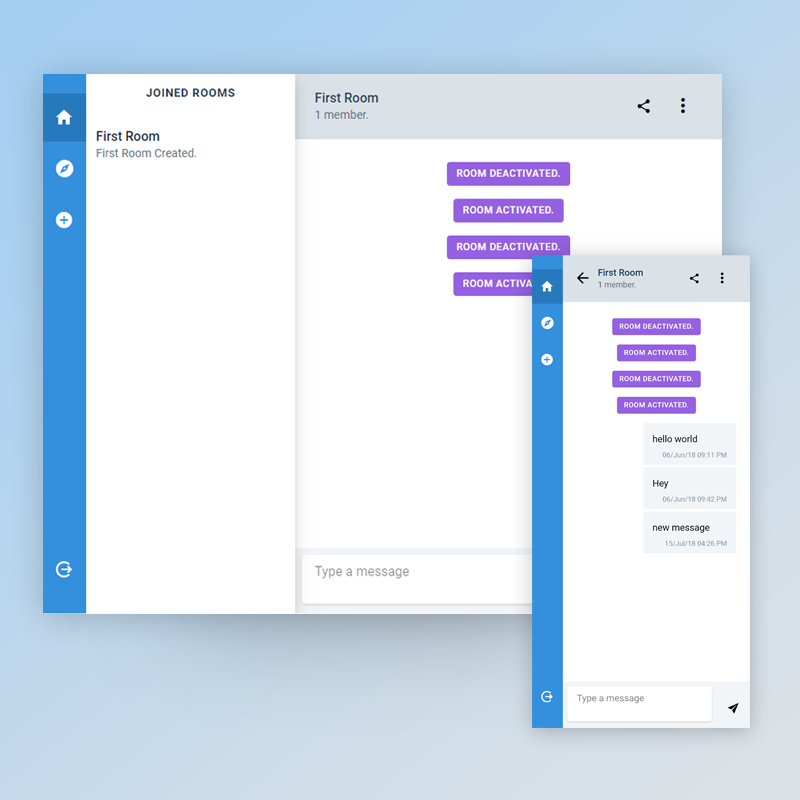 JOINED ROOMS
First Room
First Room Created.
First Room
1 member.
ROOM DEACTIVATED.
ROOM ACTIVATED.
ROOM DEACTIVATED.
ROOM ACTIVA
Type a message
First Room
1 member.
ROOM DEACTIVATED.
ROOM ACTIVATED.
ROOM DEACTIVATED.
ROOM ACTIVATED.
hello world
06/Jun/18 09:11 PM
Hey
06/Jun/18 09:42 PM
new message
15/Jul/18 04:26 PM
Type a message